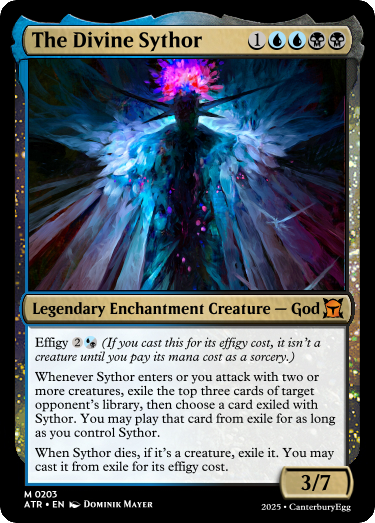 The Divine Sythor 1
Legendary Enchantment Creature — God
Effigy 2 (If you cast this for its effigy cost, it isn't a
creature until you pay its mana cost as a sorcery.)
Whenever Sythor enters or you attack with two or
more creatures, exile the top three cards of target
opponent's library, then choose a card exiled with
Sythor. You may play that card from exile for as long
as you control Sythor.
When Sythor dies, if it's a creature, exile it. You may
cast it from exile for its effigy cost.
3/7
M 0203
ATR • EN DOMINIK MAYER
2025 • CanterburyEgg